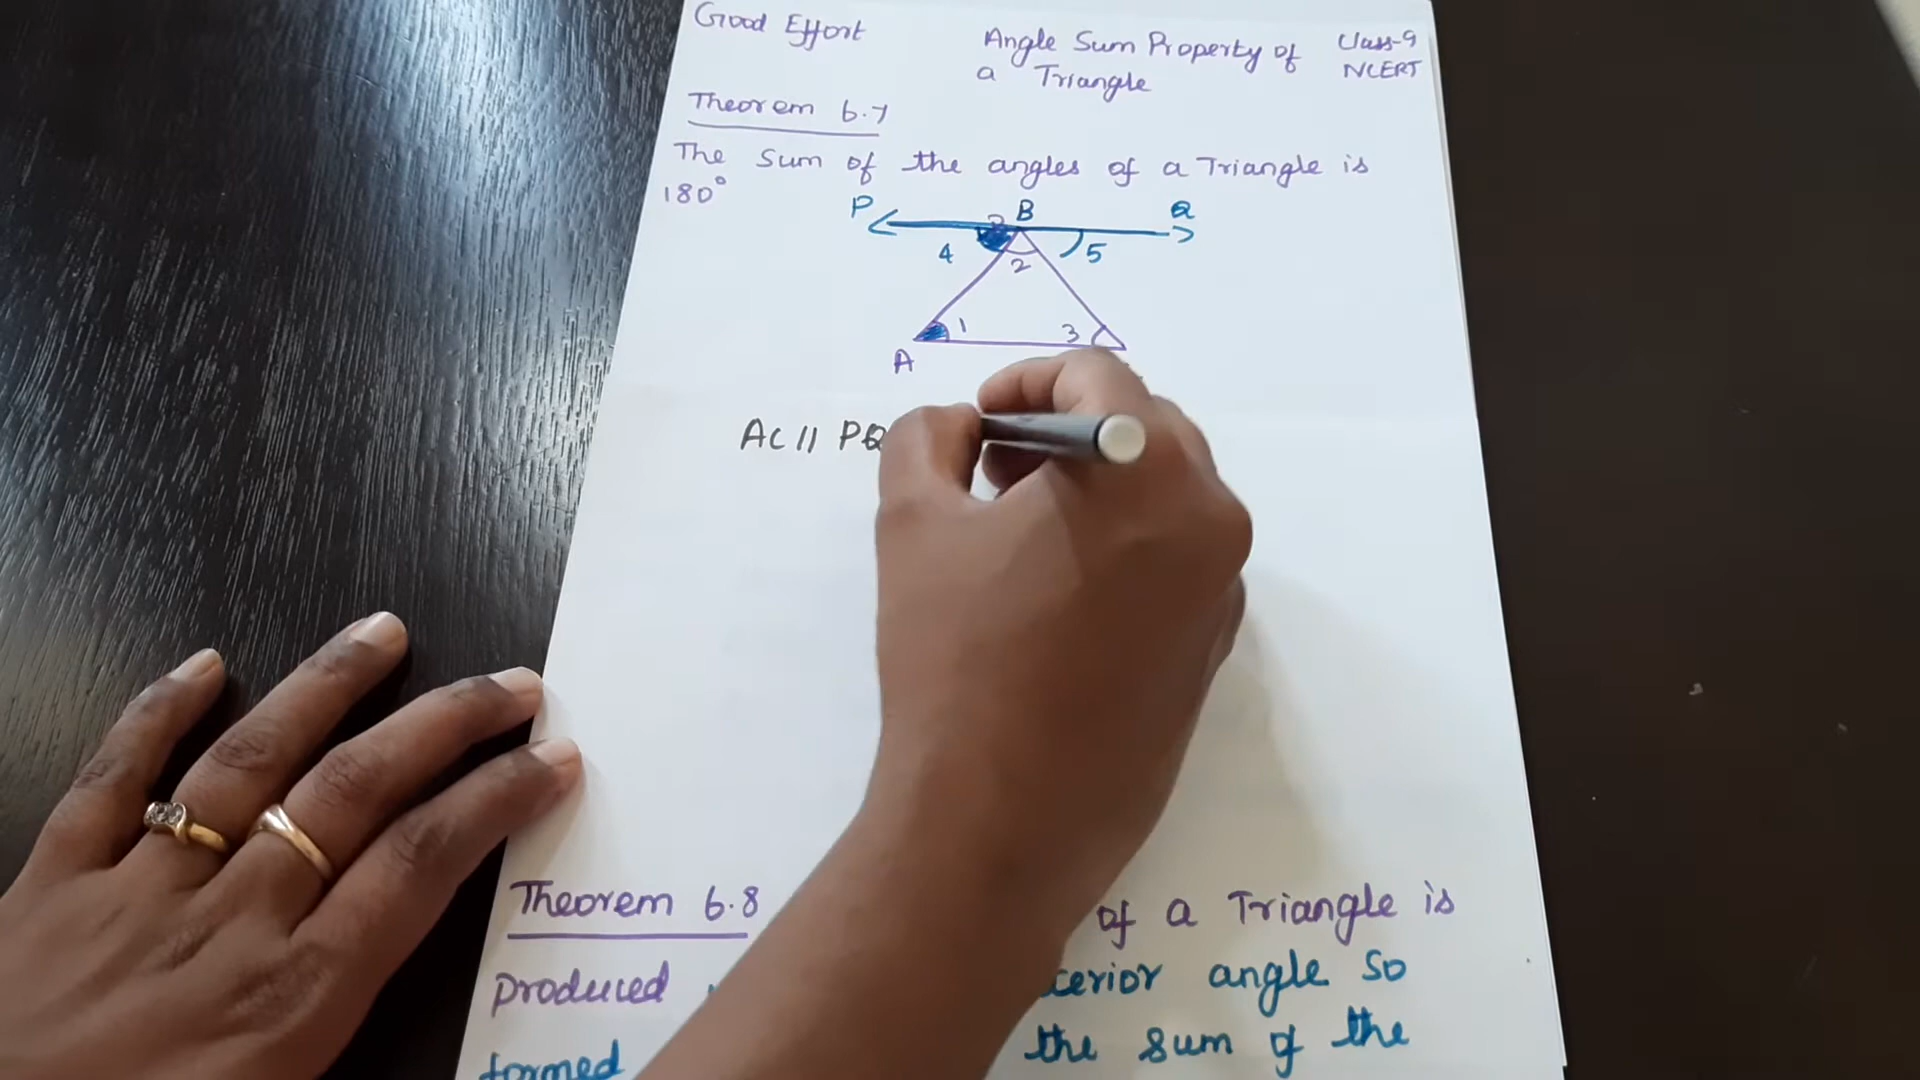 Good Effort
Angle Sum Property of
a Triangle
Class-9
NCERT
Theorem 6.7
The Sum of the angles of a Triangle is
180°
P B Q
4 2 5
1 3
A
AC || PQ
Theorem 6.8 of a Triangle is
produced angle so
formed the sum of the